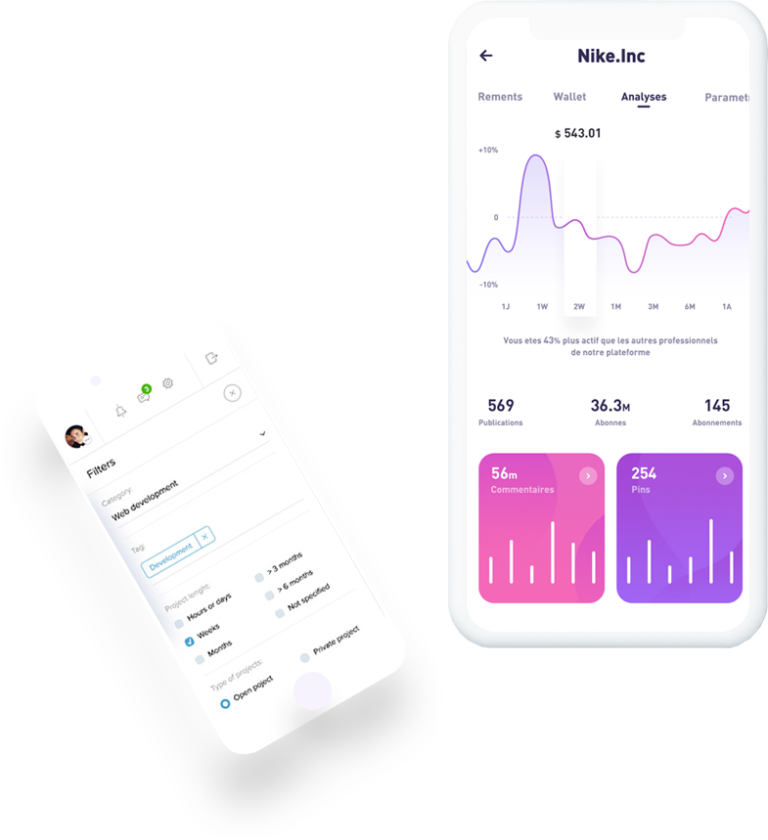 Nike.Inc
Rements Wallet Analyses Paramet
$ 543.01
+10%
0
-10%
1J 1W 2W 1M 3M 6M 1A
Vous etes 43% plus actif que les autres professionnels
de notre plateforme
569 36.3M 145
Publications Abonnes Abonnements
56m
Commentaires
254
Pins
3
Filters
Category:
Web development
Tag:
Development ×
Project lenght:
Hours or days
Weeks
Months
> 3 months
> 6 months
Not specified
Type of projects:
Open poject
Private project